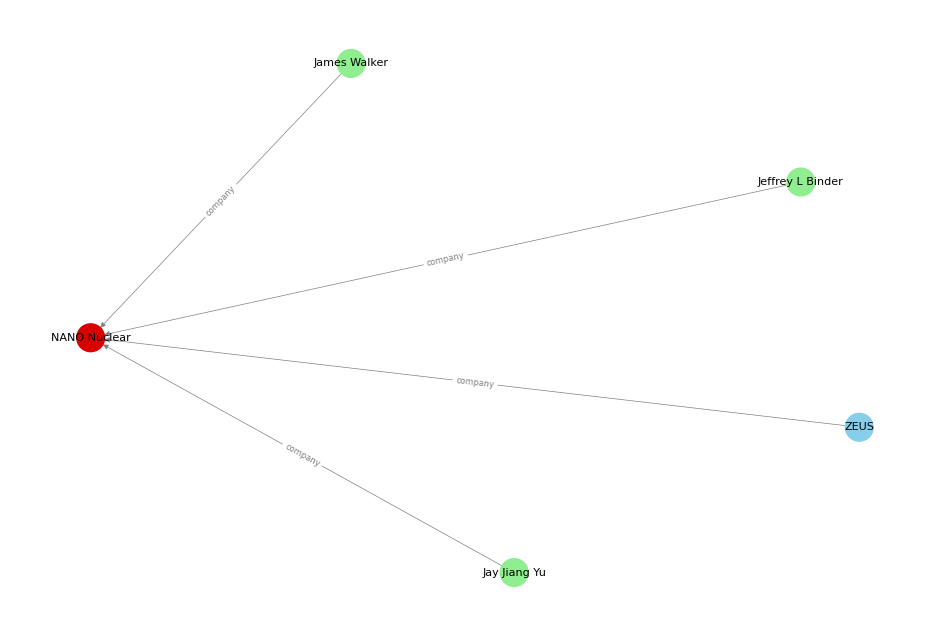 James Walker
Jeffrey L Binder
company
company
NANO Nuclear
company
ZEUS
company
Jay Jiang Yu